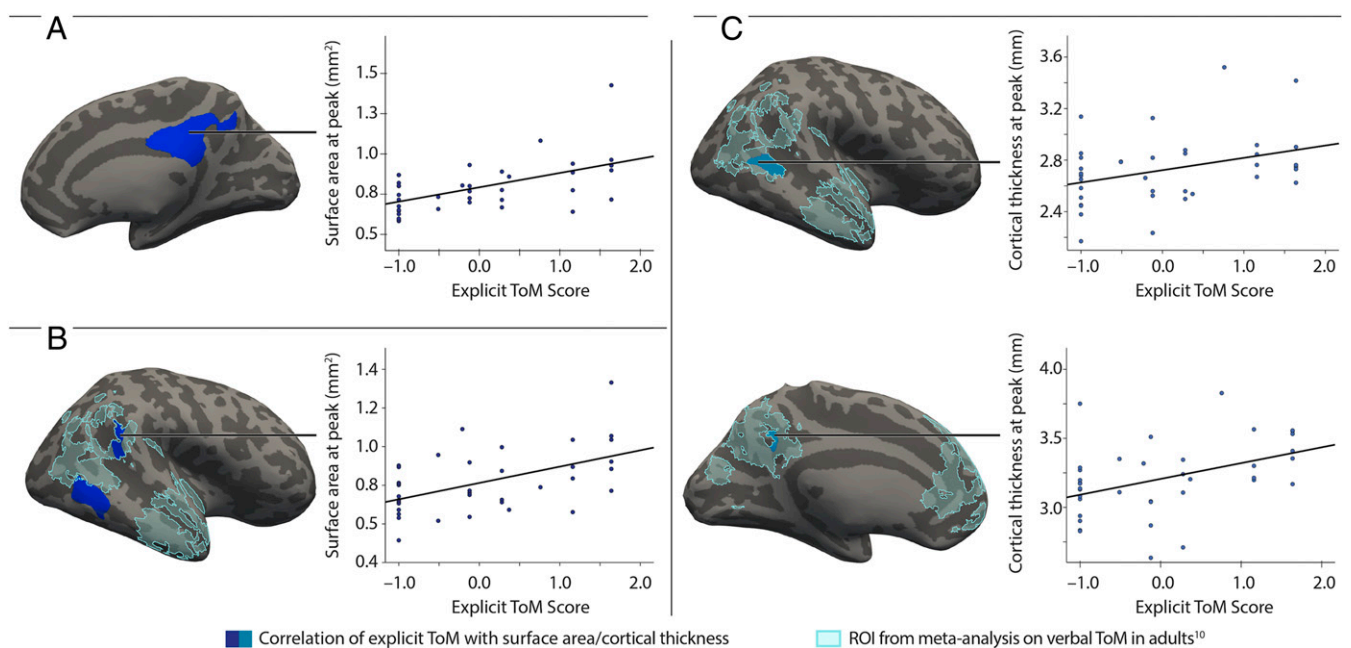 A
Surface area at peak (mm²)
1.5
1.3
1.0
0.8
0.5
−1.0 0.0 1.0 2.0
Explicit ToM Score
B
Surface area at peak (mm²)
1.4
1.2
1.0
0.8
0.5
0.4
−1.0 0.0 1.0 2.0
Explicit ToM Score
C
Cortical thickness at peak (mm)
3.6
3.2
2.8
2.4
−1.0 0.0 1.0 2.0
Explicit ToM Score
Cortical thickness at peak (mm)
4.0
3.5
3.0
−1.0 0.0 1.0 2.0
Explicit ToM Score
Correlation of explicit ToM with surface area/cortical thickness
ROI from meta-analysis on verbal ToM in adults¹⁰